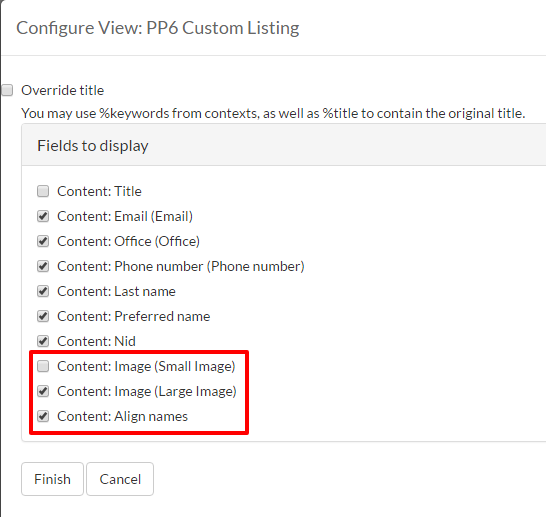 Configure View: PP6 Custom Listing
Override title
You may use %keywords from contexts, as well as %title to contain the original title.
Fields to display
Content: Title
Content: Email (Email)
Content: Office (Office)
Content: Phone number (Phone number)
Content: Last name
Content: Preferred name
Content: Nid
Content: Image (Small Image)
Content: Image (Large Image)
Content: Align names
Finish Cancel